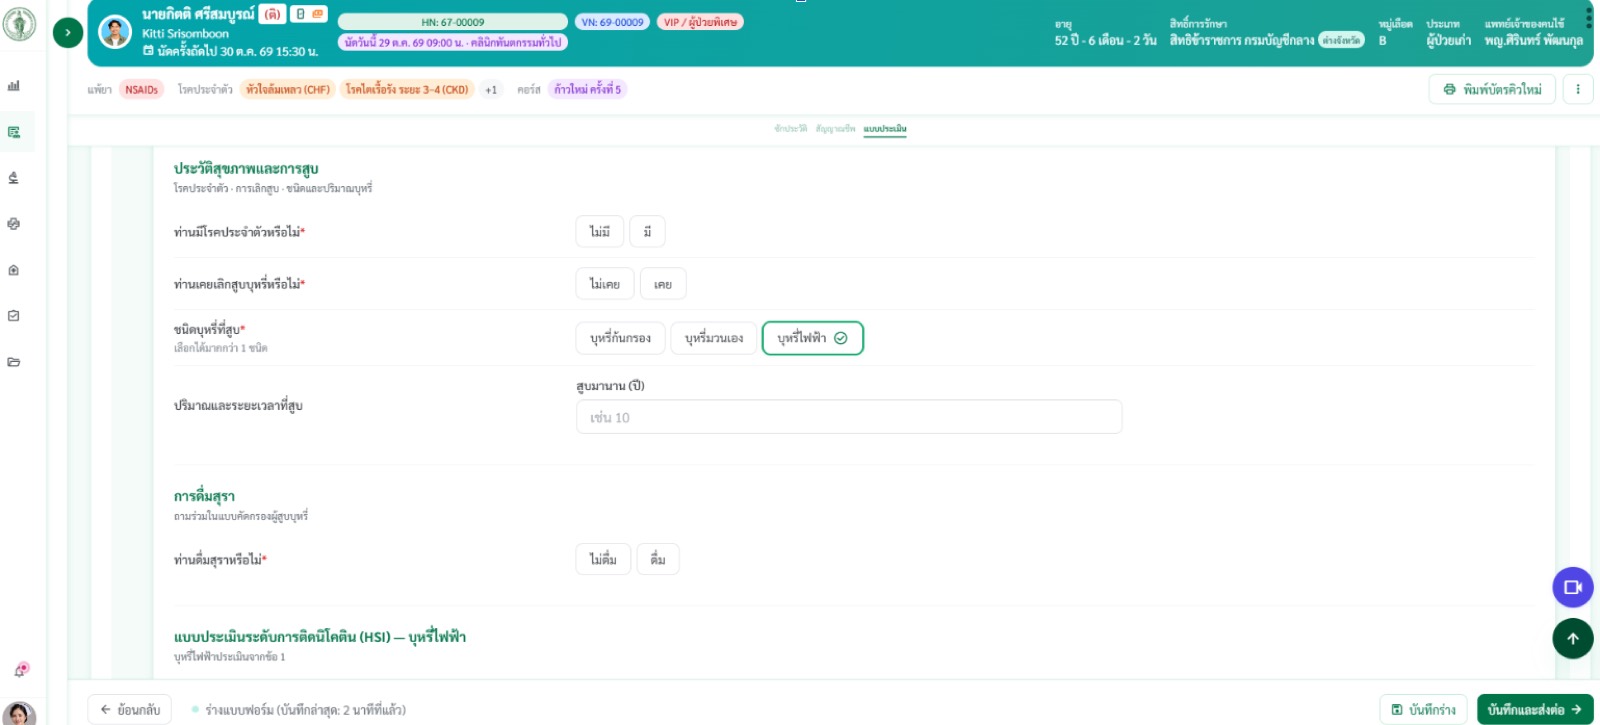 นายกิตติ ศรีสมบูรณ์ (ติ)
Kitti Srisomboon
นัดครั้งถัดไป 30 ต.ค. 69 15:30 น.
HN: 67-00009
VN: 69-00009
VIP / ผู้ป่วยพิเศษ
นัดวันนี้ 29 ต.ค. 69 09:00 น. · คลินิกทันตกรรมทั่วไป
อายุ
52 ปี - 6 เดือน - 2 วัน
สิทธิ์การรักษา
สิทธิข้าราชการ กรมบัญชีกลาง ต่างจังหวัด
หมู่เลือด
B
ประเภท
ผู้ป่วยเก่า
แพทย์เจ้าของคนไข้
พญ.ศิรินทร์ พัฒนกุล
แพ้ยา NSAIDs โรคประจำตัว หัวใจล้มเหลว (CHF) โรคไตเรื้อรัง ระยะ 3-4 (CKD) +1 คอร์ส ก้าวใหม่ ครั้งที่ 5
พิมพ์บัตรคิวใหม่
ซักประวัติ สัญญาณชีพ แบบประเมิน
ประวัติสุขภาพและการสูบ
โรคประจำตัว · การเลิกสูบ · ชนิดและปริมาณบุหรี่
ท่านมีโรคประจำตัวหรือไม่* ไม่มี มี
ท่านเคยเลิกสูบบุหรี่หรือไม่* ไม่เคย เคย
ชนิดบุหรี่ที่สูบ*
เลือกได้มากกว่า 1 ชนิด
บุหรี่ก้นกรอง บุหรี่มวนเอง บุหรี่ไฟฟ้า
ปริมาณและระยะเวลาที่สูบ
สูบมานาน (ปี)
เช่น 10
การดื่มสุรา
ถามร่วมในแบบคัดกรองผู้สูบบุหรี่
ท่านดื่มสุราหรือไม่* ไม่ดื่ม ดื่ม
แบบประเมินระดับการติดนิโคติน (HSI) — บุหรี่ไฟฟ้า
บุหรี่ไฟฟ้าประเมินจากข้อ 1
ย้อนกลับ
ร่างแบบฟอร์ม (บันทึกล่าสุด: 2 นาทีที่แล้ว)
บันทึกร่าง
บันทึกและส่งต่อ